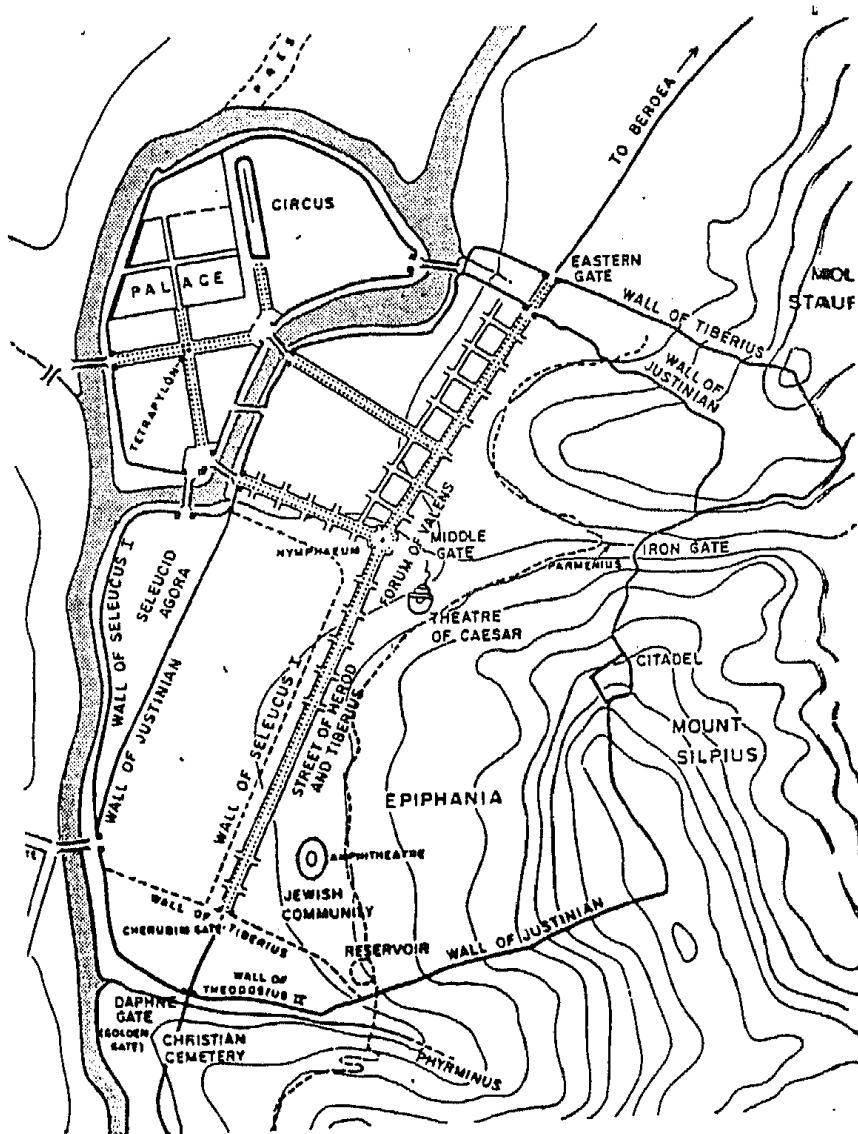 TO BEROEA
CIRCUS
PALACE
EASTERN
GATE
WALL OF TIBERIUS
WALL OF
JUSTINIAN
TETRAPYLON
WALL OF SELEUCUS I
SELEUCID
AGORA
WALL OF JUSTINIAN
NYMPHAEUM
FORUM OF VALENS
MIDDLE
GATE
IRON GATE
PARMENIUS
THEATRE
OF CAESAR
CITADEL
MOUNT
SILPIUS
WALL OF SELEUCUS I
STREET OF HEROD
AND TIBERIUS
EPIPHANIA
AMPHITHEATRE
JEWISH
COMMUNITY
WALL OF
TIBERIUS
CHERUBIM GATE
RESERVOIR
WALL OF JUSTINIAN
WALL OF
THEODOSIUS II
DAPHNE
GATE
(GOLDEN
GATE)
CHRISTIAN
CEMETERY
PHYRMINUS